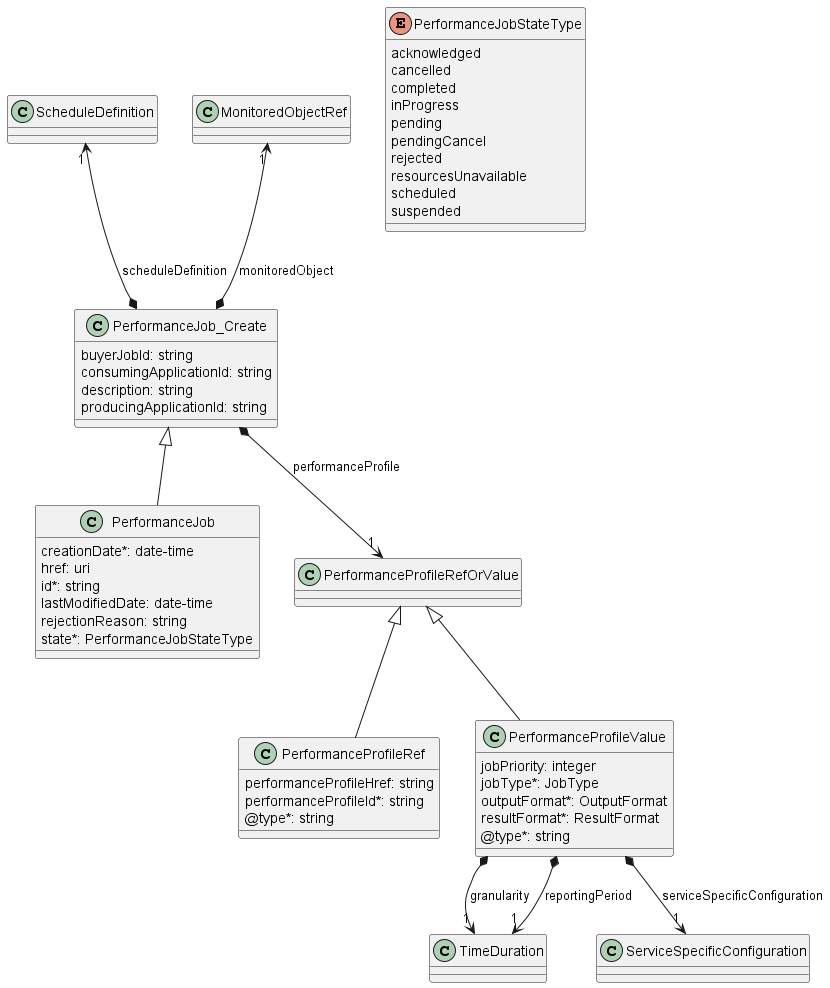 E PerformanceJobStateType
acknowledged
cancelled
completed
inProgress
pending
pendingCancel
rejected
resourcesUnavailable
scheduled
suspended
C ScheduleDefinition
C MonitoredObjectRef
1
1
scheduleDefinition
monitoredObject
C PerformanceJob_Create
buyerJobId: string
consumingApplicationId: string
description: string
producingApplicationId: string
performanceProfile
1
C PerformanceJob
creationDate*: date-time
href: uri
id*: string
lastModifiedDate: date-time
rejectionReason: string
state*: PerformanceJobStateType
C PerformanceProfileRefOrValue
C PerformanceProfileRef
performanceProfileHref: string
performanceProfileId*: string
@type*: string
C PerformanceProfileValue
jobPriority: integer
jobType*: JobType
outputFormat*: OutputFormat
resultFormat*: ResultFormat
@type*: string
granularity
reportingPeriod
serviceSpecificConfiguration
1
1
1
C TimeDuration
C ServiceSpecificConfiguration